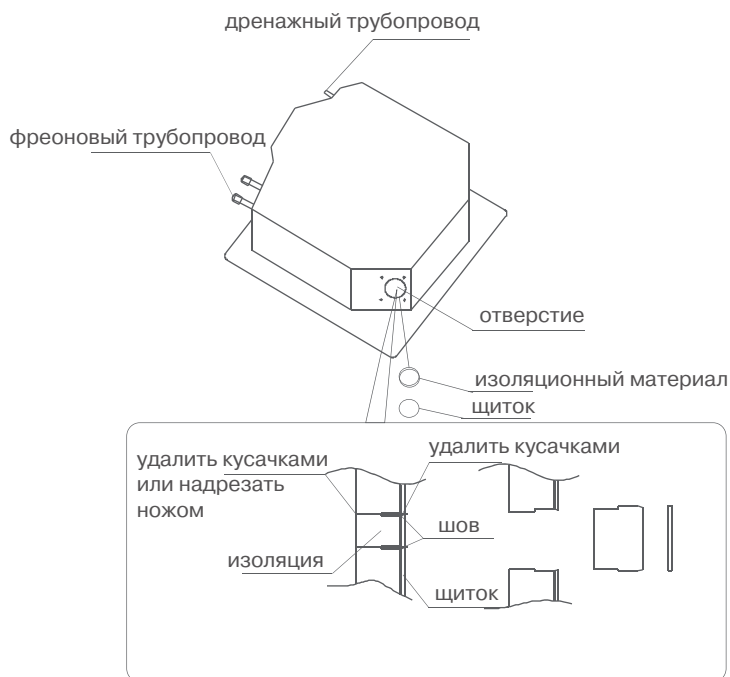 дренажный трубопровод
фреоновый трубопровод
отверстие
изоляционный материал
щиток
удалить кусачками
или надрезать
ножом
удалить кусачками
шов
изоляция
щиток